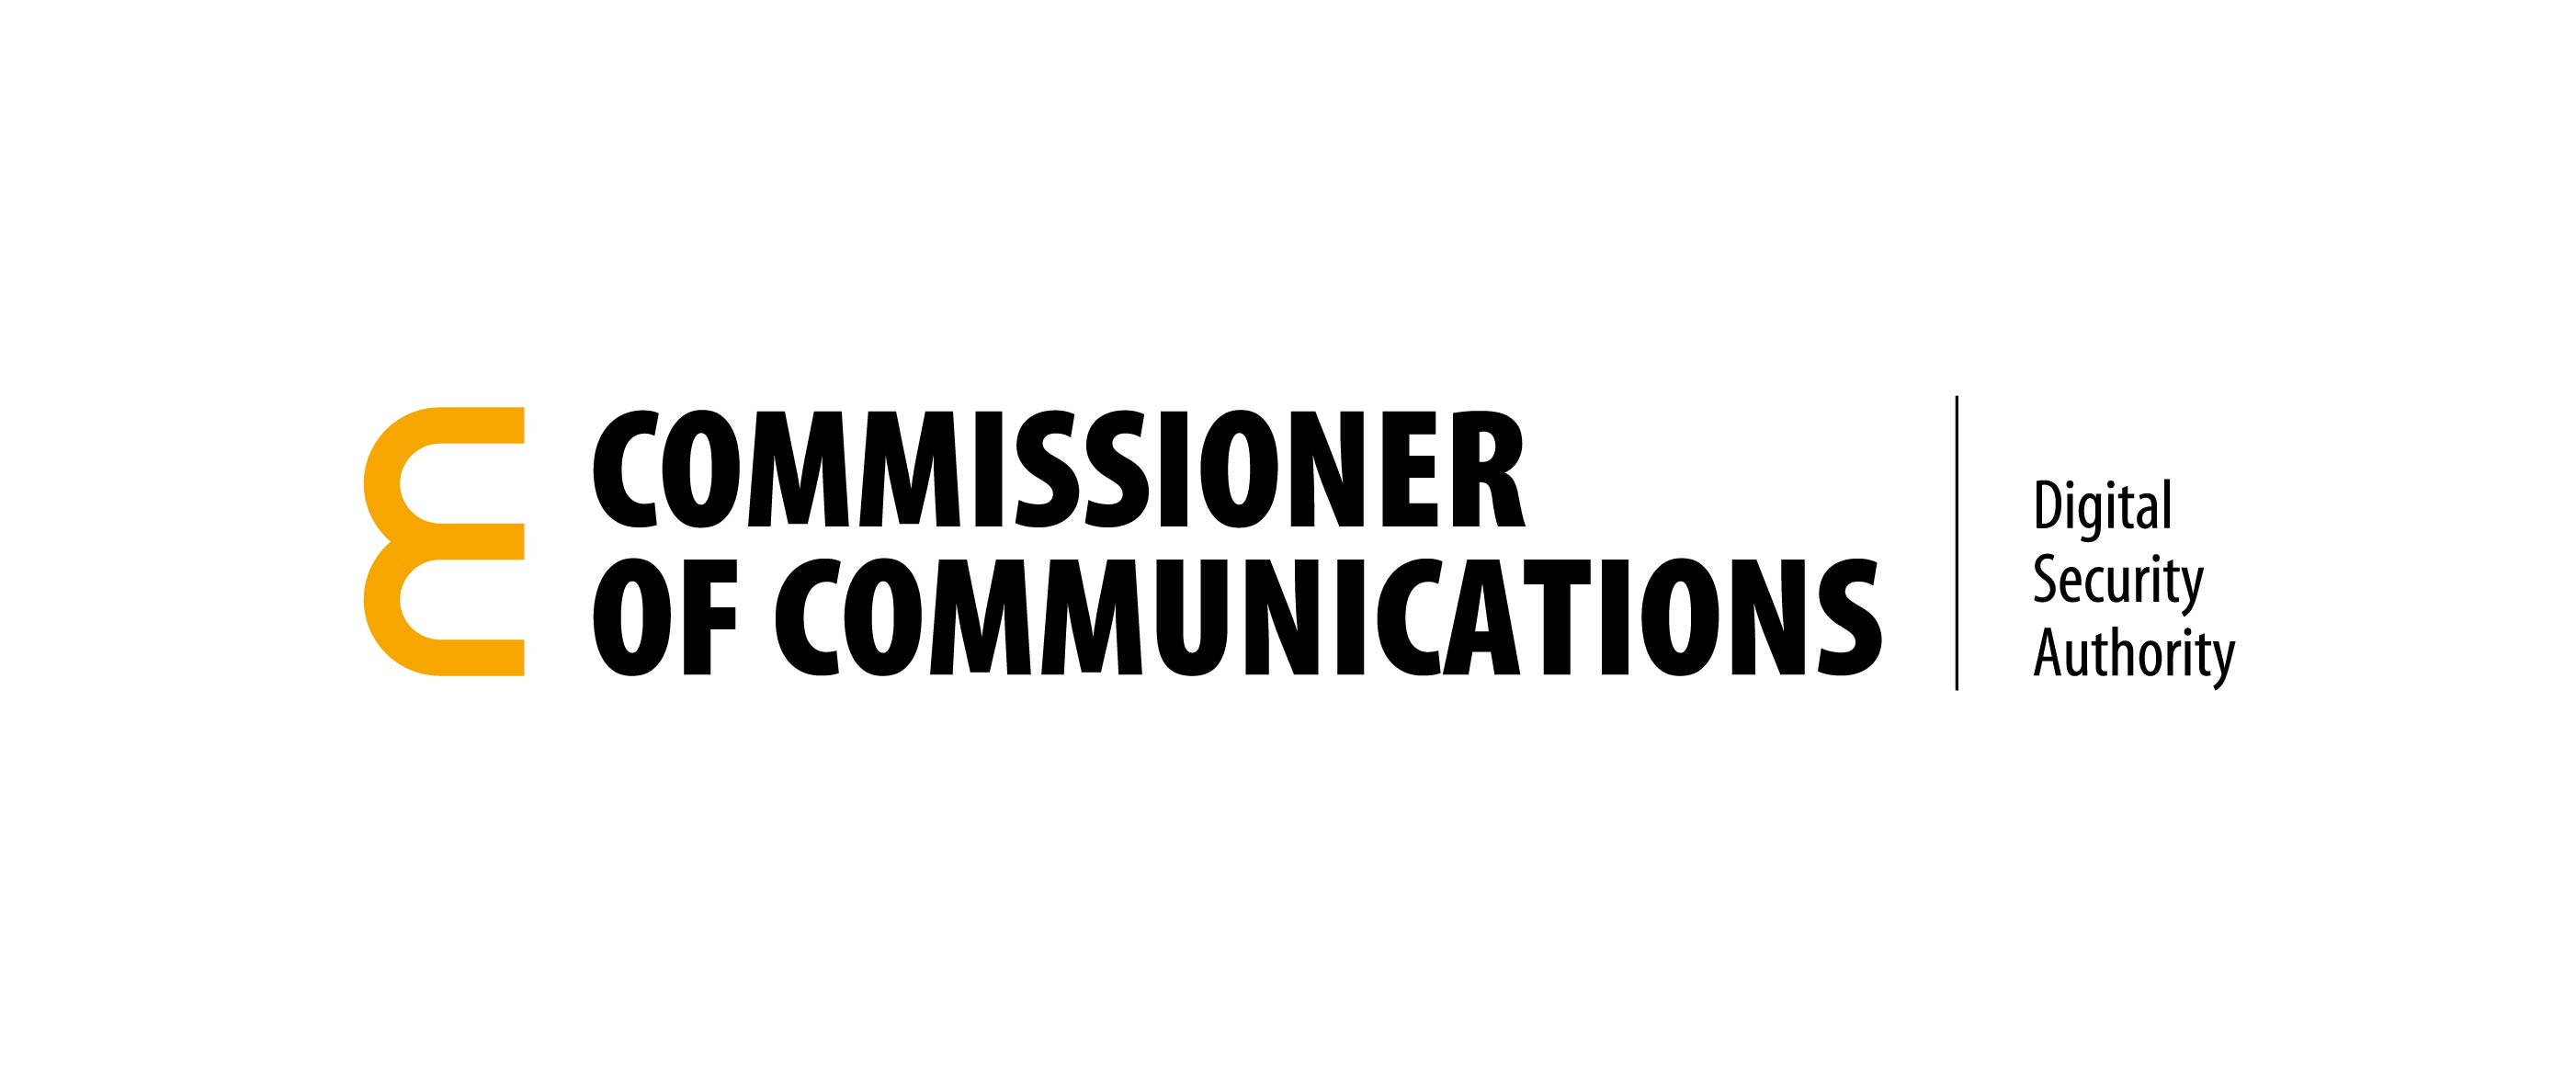 COMMISSIONER
OF COMMUNICATIONS
Digital
Security
Authority